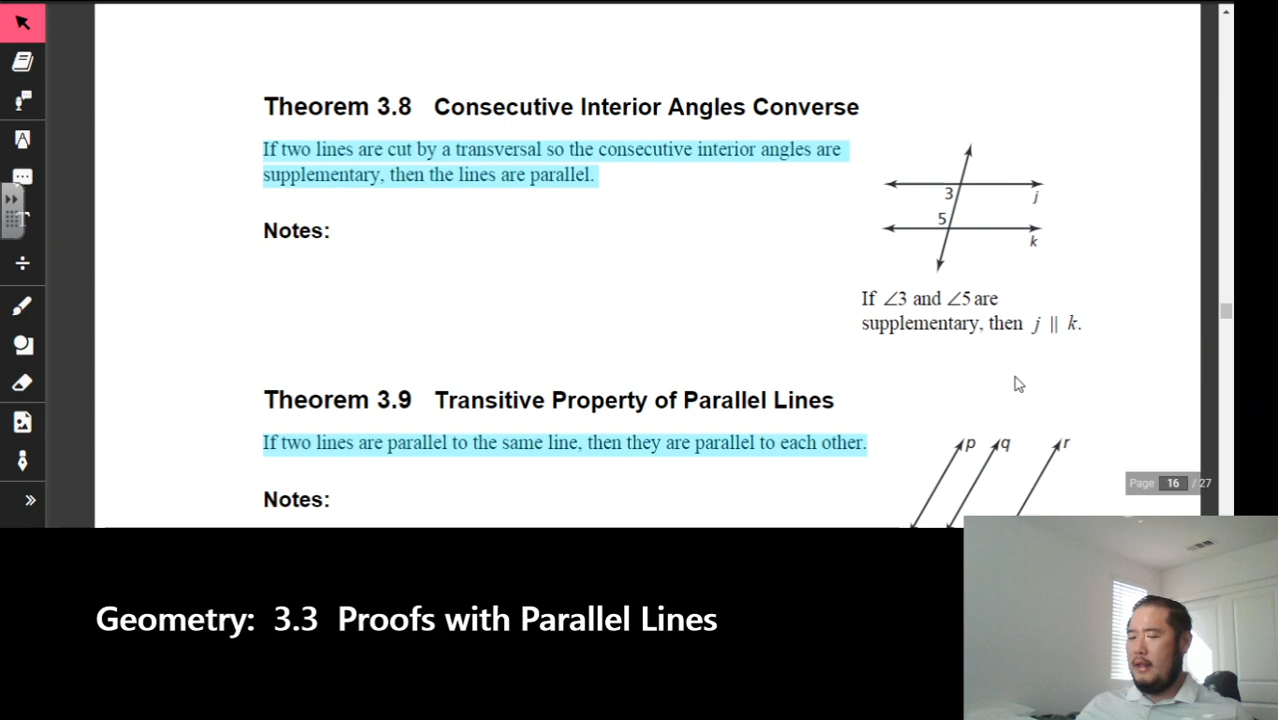 Theorem 3.8 Consecutive Interior Angles Converse
If two lines are cut by a transversal so the consecutive interior angles are
supplementary, then the lines are parallel.
Notes:
3
j
5
k
If ∠3 and ∠5 are
supplementary, then j || k.
Theorem 3.9 Transitive Property of Parallel Lines
If two lines are parallel to the same line, then they are parallel to each other.
p q r
Notes:
Page 16 / 27
Geometry: 3.3 Proofs with Parallel Lines